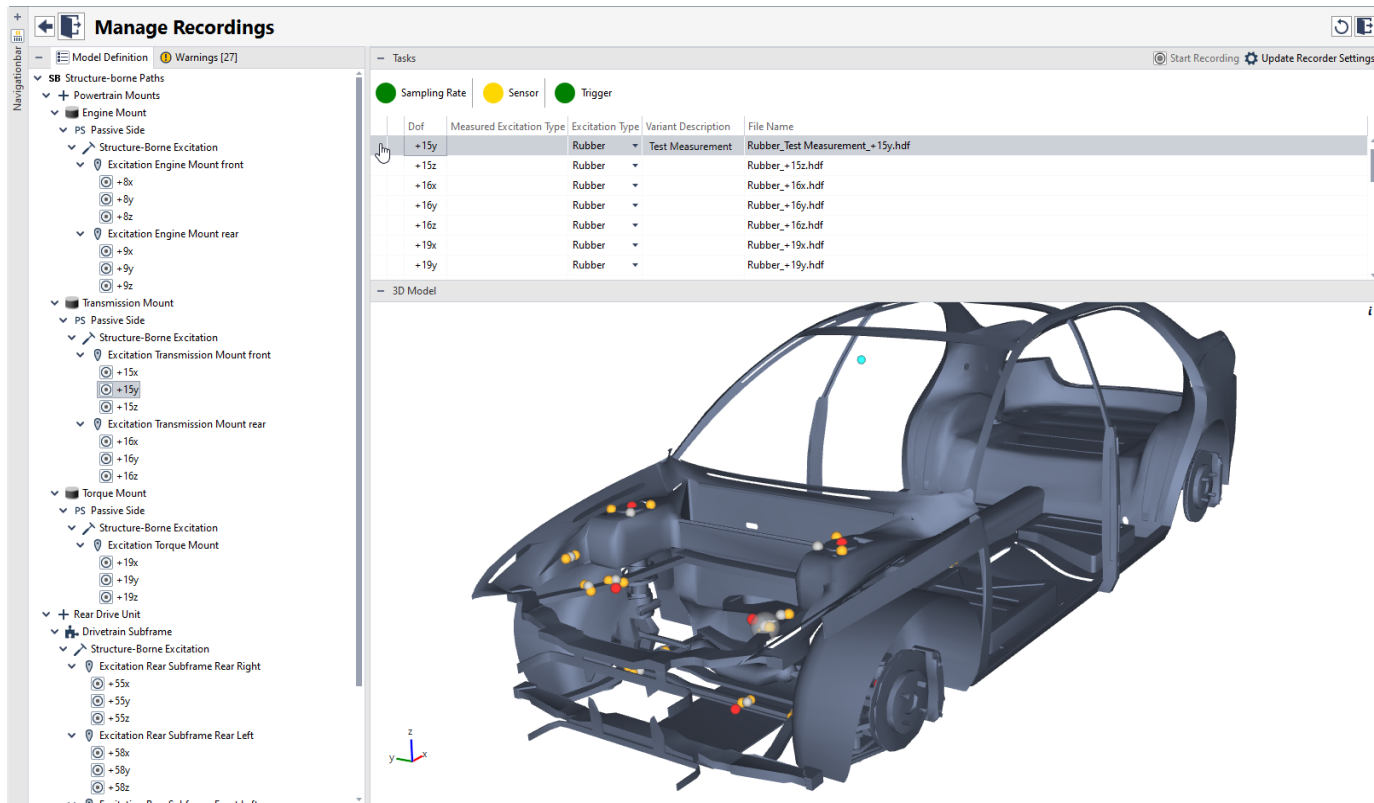 Manage Recordings
Navigationbar
Model Definition
Warnings [27]
SB Structure-borne Paths
Powertrain Mounts
Engine Mount
PS Passive Side
Structure-Borne Excitation
Excitation Engine Mount front
+8x
+8y
+8z
Excitation Engine Mount rear
+9x
+9y
+9z
Transmission Mount
PS Passive Side
Structure-Borne Excitation
Excitation Transmission Mount front
+15x
+15y
+15z
Excitation Transmission Mount rear
+16x
+16y
+16z
Torque Mount
PS Passive Side
Structure-Borne Excitation
Excitation Torque Mount
+19x
+19y
+19z
Rear Drive Unit
Drivetrain Subframe
Structure-Borne Excitation
Excitation Rear Subframe Rear Right
+55x
+55y
+55z
Excitation Rear Subframe Rear Left
+58x
+58y
+58z
Tasks
Start Recording Update Recorder Settings
Sampling Rate Sensor Trigger
Dof Measured Excitation Type Excitation Type Variant Description File Name
+15y Rubber Test Measurement Rubber_Test Measurement_+15y.hdf
+15z Rubber Rubber_+15z.hdf
+16x Rubber Rubber_+16x.hdf
+16y Rubber Rubber_+16y.hdf
+16z Rubber Rubber_+16z.hdf
+19x Rubber Rubber_+19x.hdf
+19y Rubber Rubber_+19y.hdf
3D Model
i
z
y x